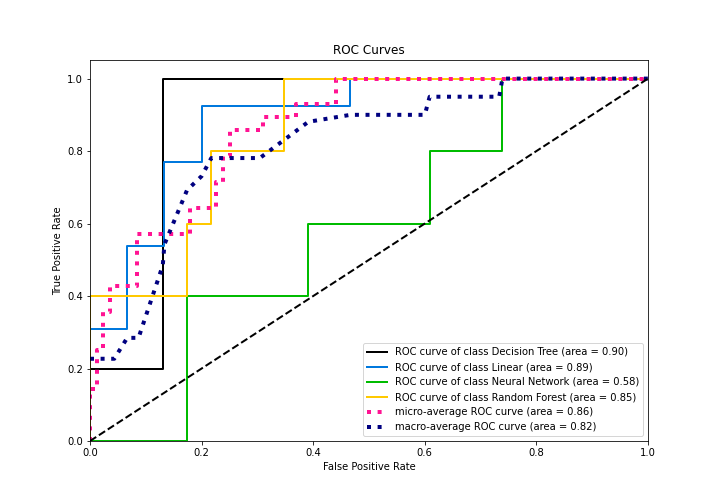 ROC Curves
True Positive Rate
1.0
0.8
0.6
0.4
0.2
0.0
ROC curve of class Decision Tree (area = 0.90)
ROC curve of class Linear (area = 0.89)
ROC curve of class Neural Network (area = 0.58)
ROC curve of class Random Forest (area = 0.85)
micro-average ROC curve (area = 0.86)
macro-average ROC curve (area = 0.82)
0.0 0.2 0.4 0.6 0.8 1.0
False Positive Rate